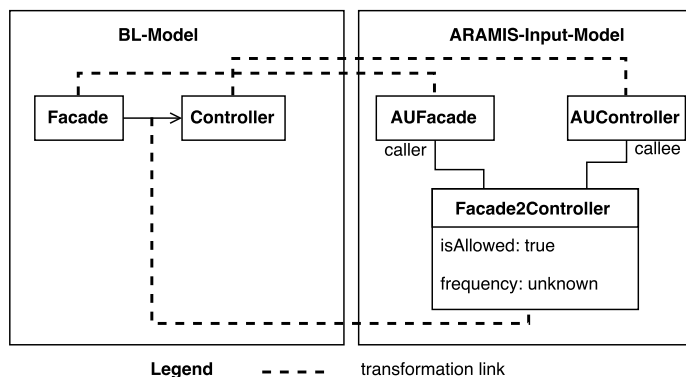 BL-Model
ARAMIS-Input-Model
Facade
Controller
AUFacade
AUController
caller
callee
Facade2Controller
isAllowed: true
frequency: unknown
Legend
transformation link